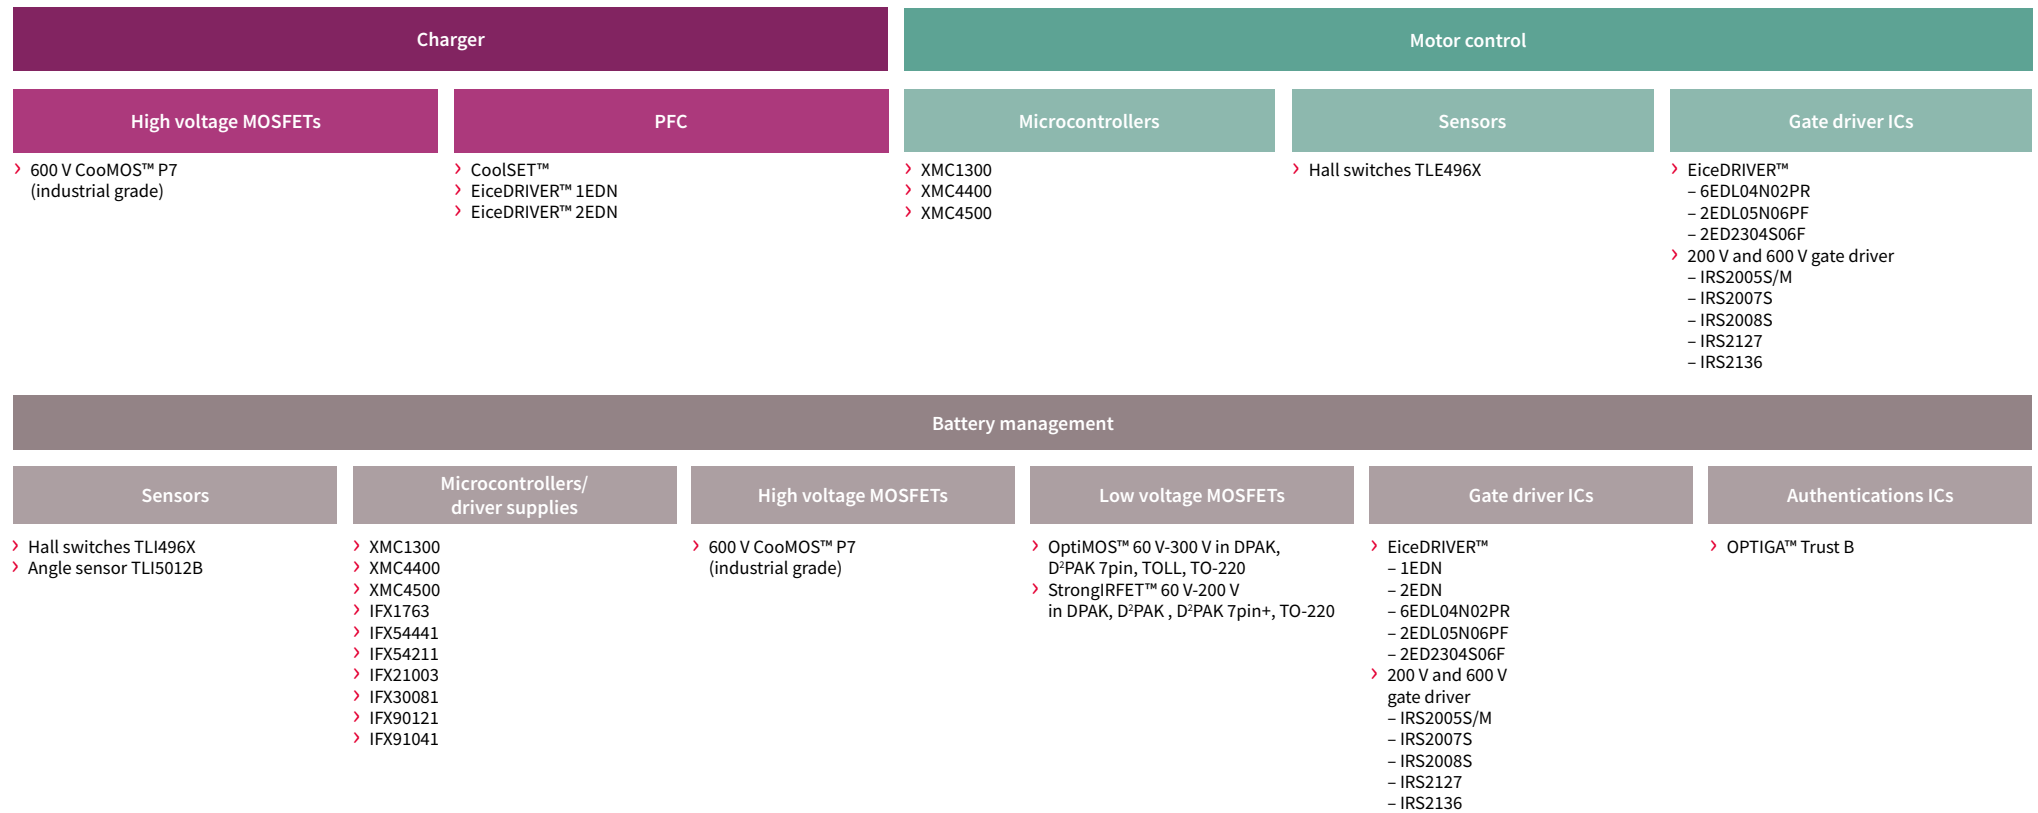 Charger
High voltage MOSFETs
› 600 V CooMOS™ P7
(industrial grade)
PFC
› CoolSET™
› EiceDRIVER™ 1EDN
› EiceDRIVER™ 2EDN
Motor control
Microcontrollers
› XMC1300
› XMC4400
› XMC4500
Sensors
› Hall switches TLE496X
Gate driver ICs
› EiceDRIVER™
– 6EDL04N02PR
– 2EDL05N06PF
– 2ED2304S06F
› 200 V and 600 V gate driver
– IRS2005S/M
– IRS2007S
– IRS2008S
– IRS2127
– IRS2136
Battery management
Sensors
› Hall switches TLI496X
› Angle sensor TLI5012B
Microcontrollers/
driver supplies
› XMC1300
› XMC4400
› XMC4500
› IFX1763
› IFX54441
› IFX54211
› IFX21003
› IFX30081
› IFX90121
› IFX91041
High voltage MOSFETs
› 600 V CooMOS™ P7
(industrial grade)
Low voltage MOSFETs
› OptiMOS™ 60 V-300 V in DPAK,
D²PAK 7pin, TOLL, TO-220
› StrongIRFET™ 60 V-200 V
in DPAK, D²PAK , D²PAK 7pin+, TO-220
Gate driver ICs
› EiceDRIVER™
– 1EDN
– 2EDN
– 6EDL04N02PR
– 2EDL05N06PF
– 2ED2304S06F
› 200 V and 600 V
gate driver
– IRS2005S/M
– IRS2007S
– IRS2008S
– IRS2127
– IRS2136
Authentications ICs
› OPTIGA™ Trust B